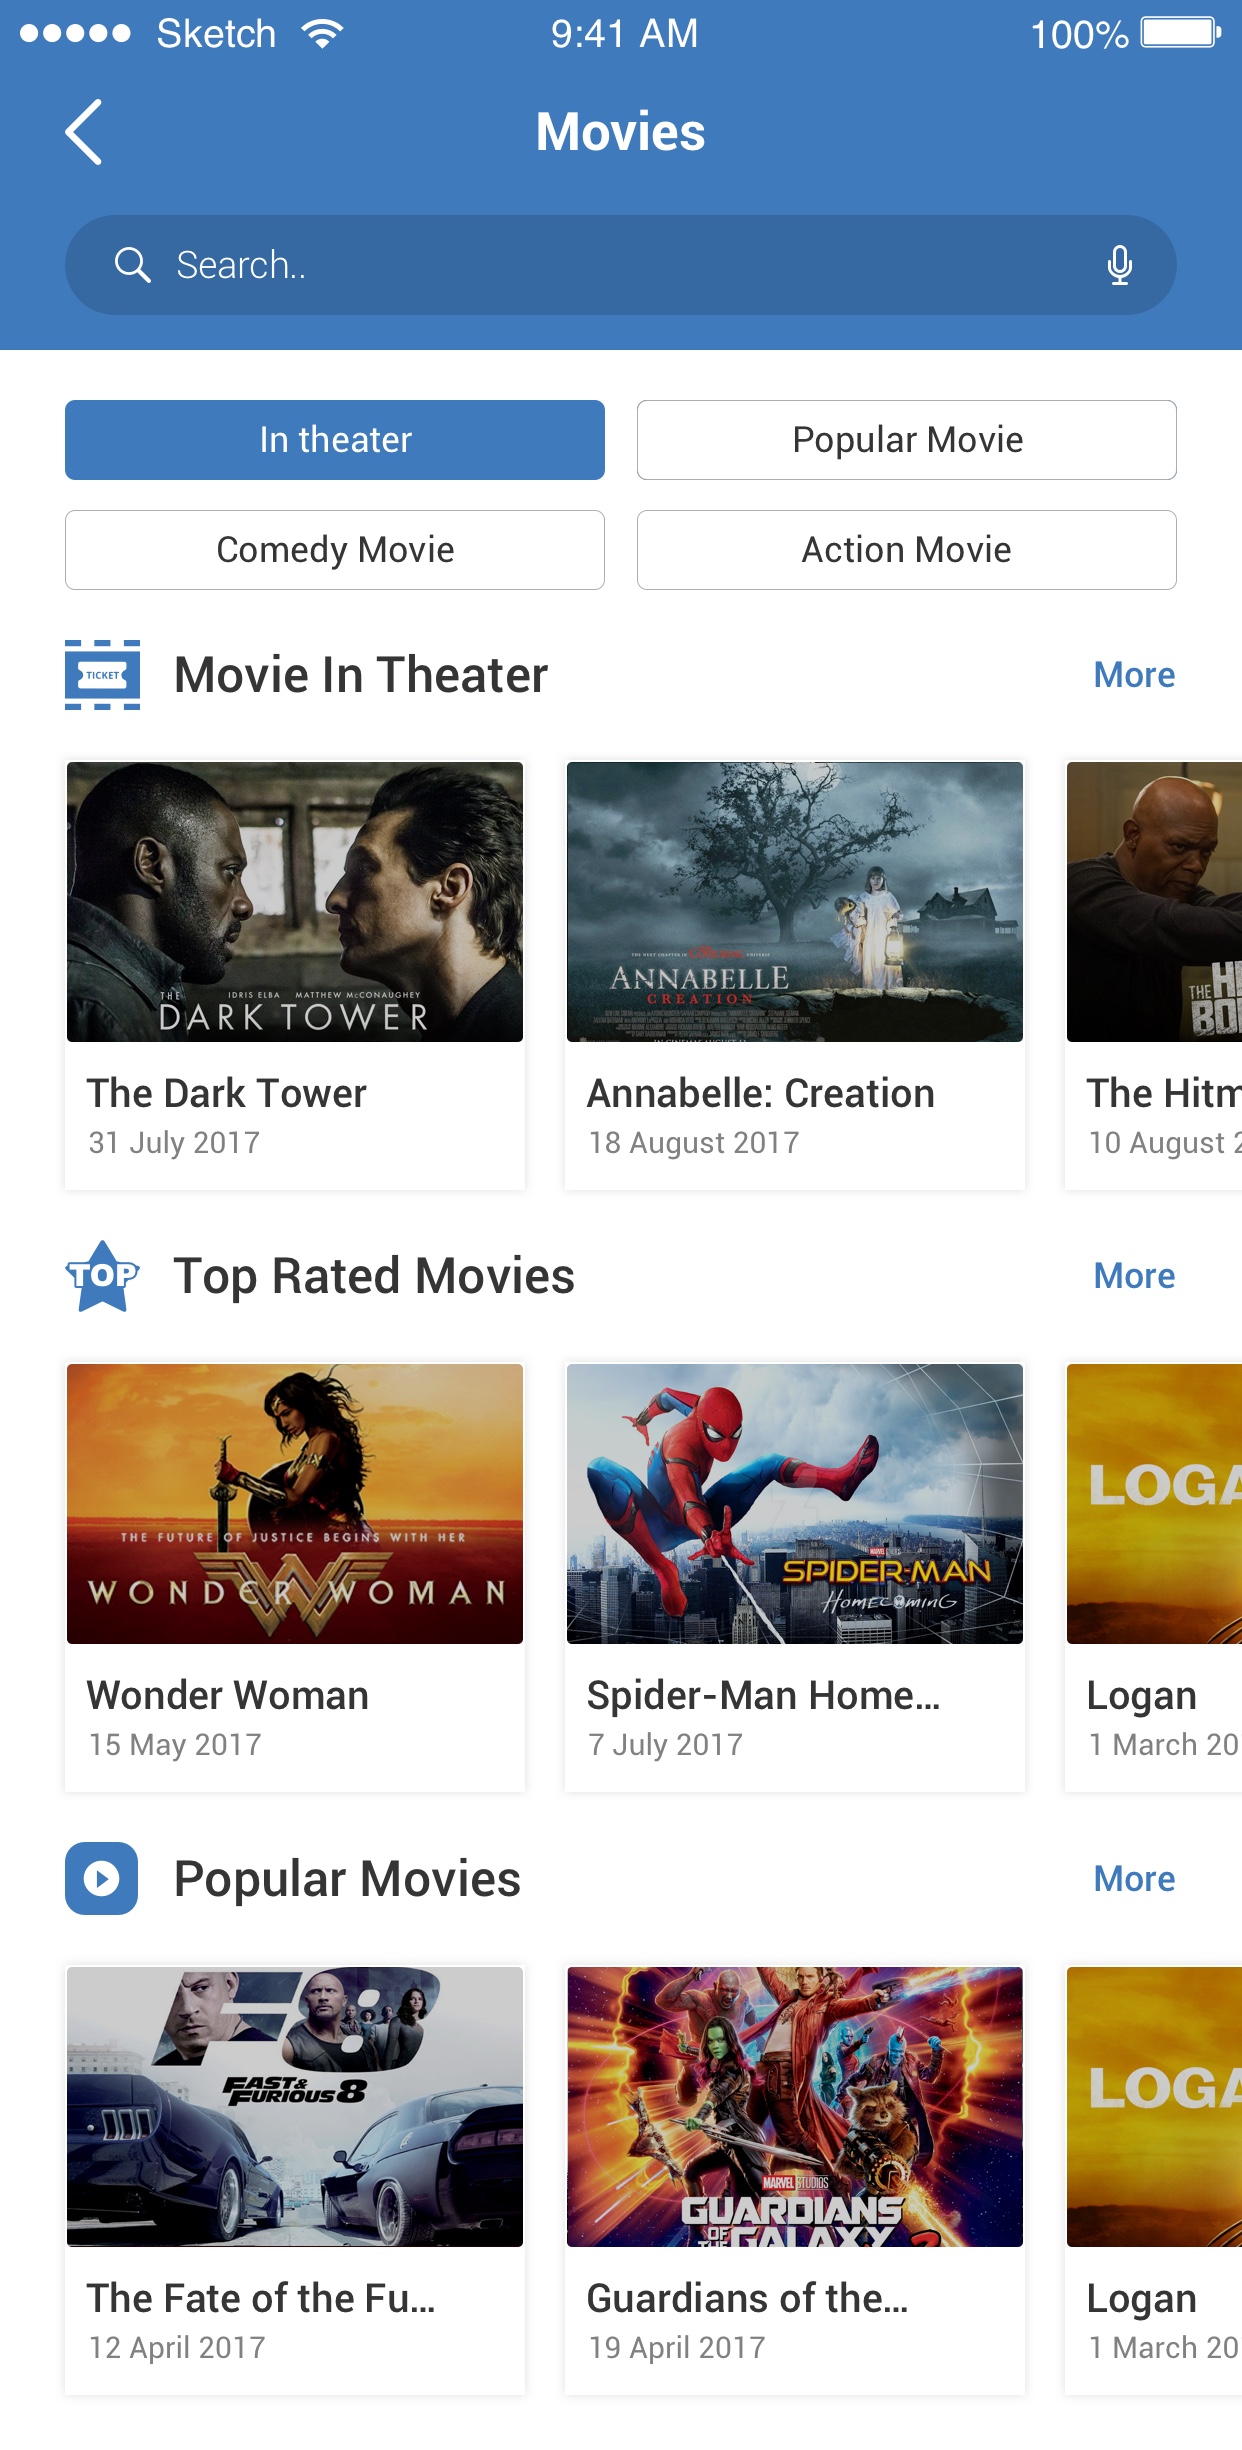 Sketch 9:41 AM 100%
Movies
Search..
In theater
Popular Movie
Comedy Movie
Action Movie
TICKET
Movie In Theater
More
THE
IDRIS ELBA MATTHEW McCONAUGHEY
DARK TOWER
The Dark Tower
31 July 2017
ANNABELLE
CREATION
Annabelle: Creation
18 August 2017
THE
The Hitm
10 August 2
TOP
Top Rated Movies
More
THE FUTURE OF JUSTICE BEGINS WITH HER
WONDER WOMAN
Wonder Woman
15 May 2017
SPIDER-MAN
HOMECOMING
Spider-Man Home...
7 July 2017
LOGA
Logan
1 March 20
Popular Movies
More
F8
FAST &
FURIOUS 8
The Fate of the Fu...
12 April 2017
MARVEL STUDIOS
GUARDIANS
OF THE GALAXY 2
Guardians of the...
19 April 2017
LOGA
Logan
1 March 20